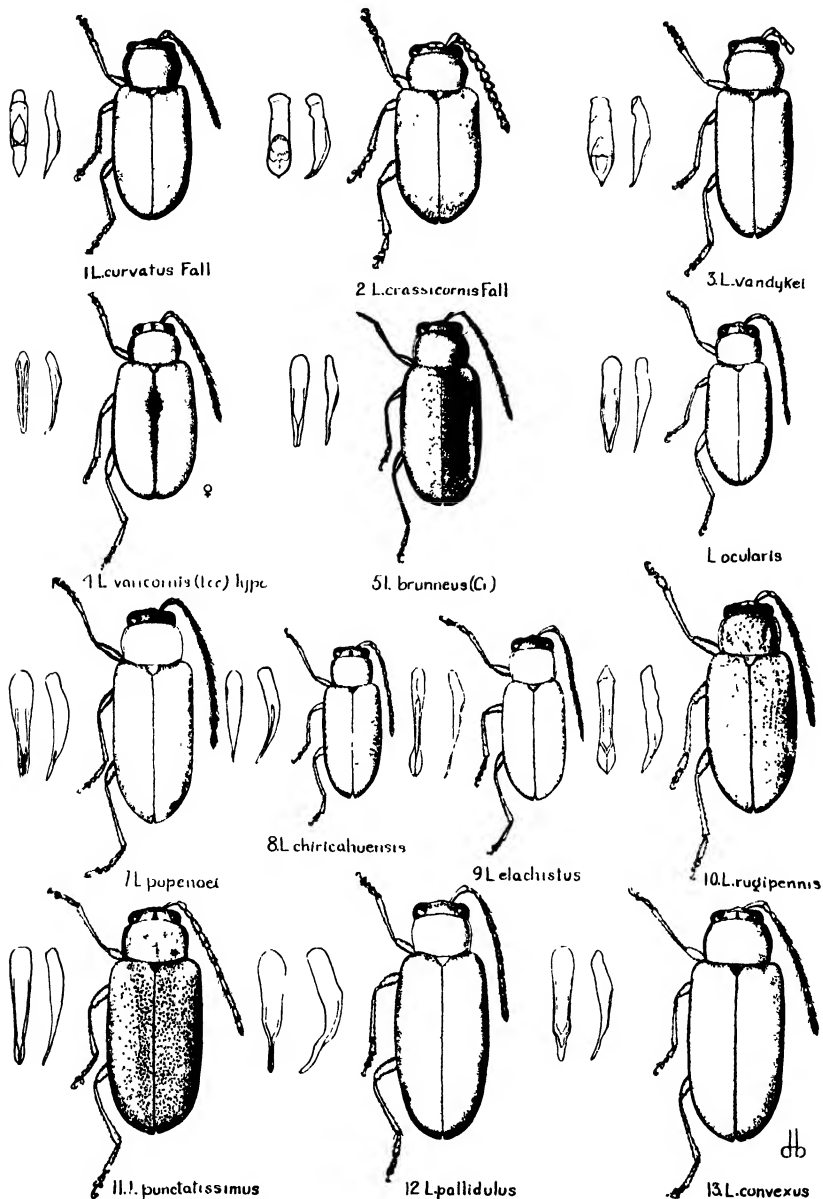 1 L. curvatus Fall
2 L. crassicornis Fall
3. L. vandykei
♀
4 L. varicornis (Lec) type
5 L. brunneus (Cr)
L ocularis
7 L popenoei
8. L chiricahuensis
9 L elachistus
10. L. rugipennis
11. L. punctatissimus
12 L. pallidulus
13. L. convexus
db